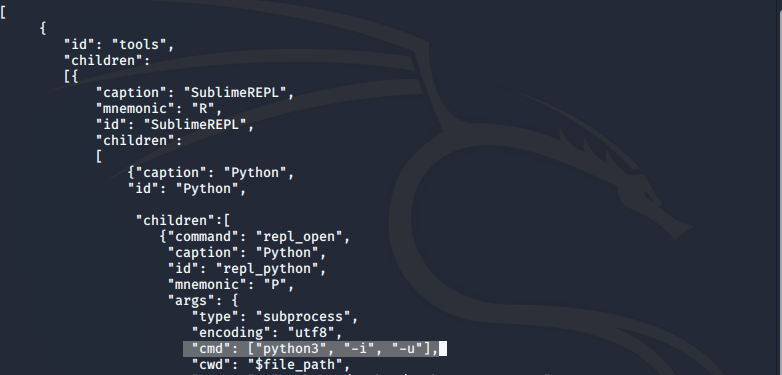 [
{
"id": "tools",
"children":
[{
"caption": "SublimeREPL",
"mnemonic": "R",
"id": "SublimeREPL",
"children":
[
{"caption": "Python",
"id": "Python",
"children":[
{"command": "repl_open",
"caption": "Python",
"id": "repl_python",
"mnemonic": "P",
"args": {
"type": "subprocess",
"encoding": "utf8",
"cmd": ["python3", "-i", "-u"],
"cwd": "$file_path",